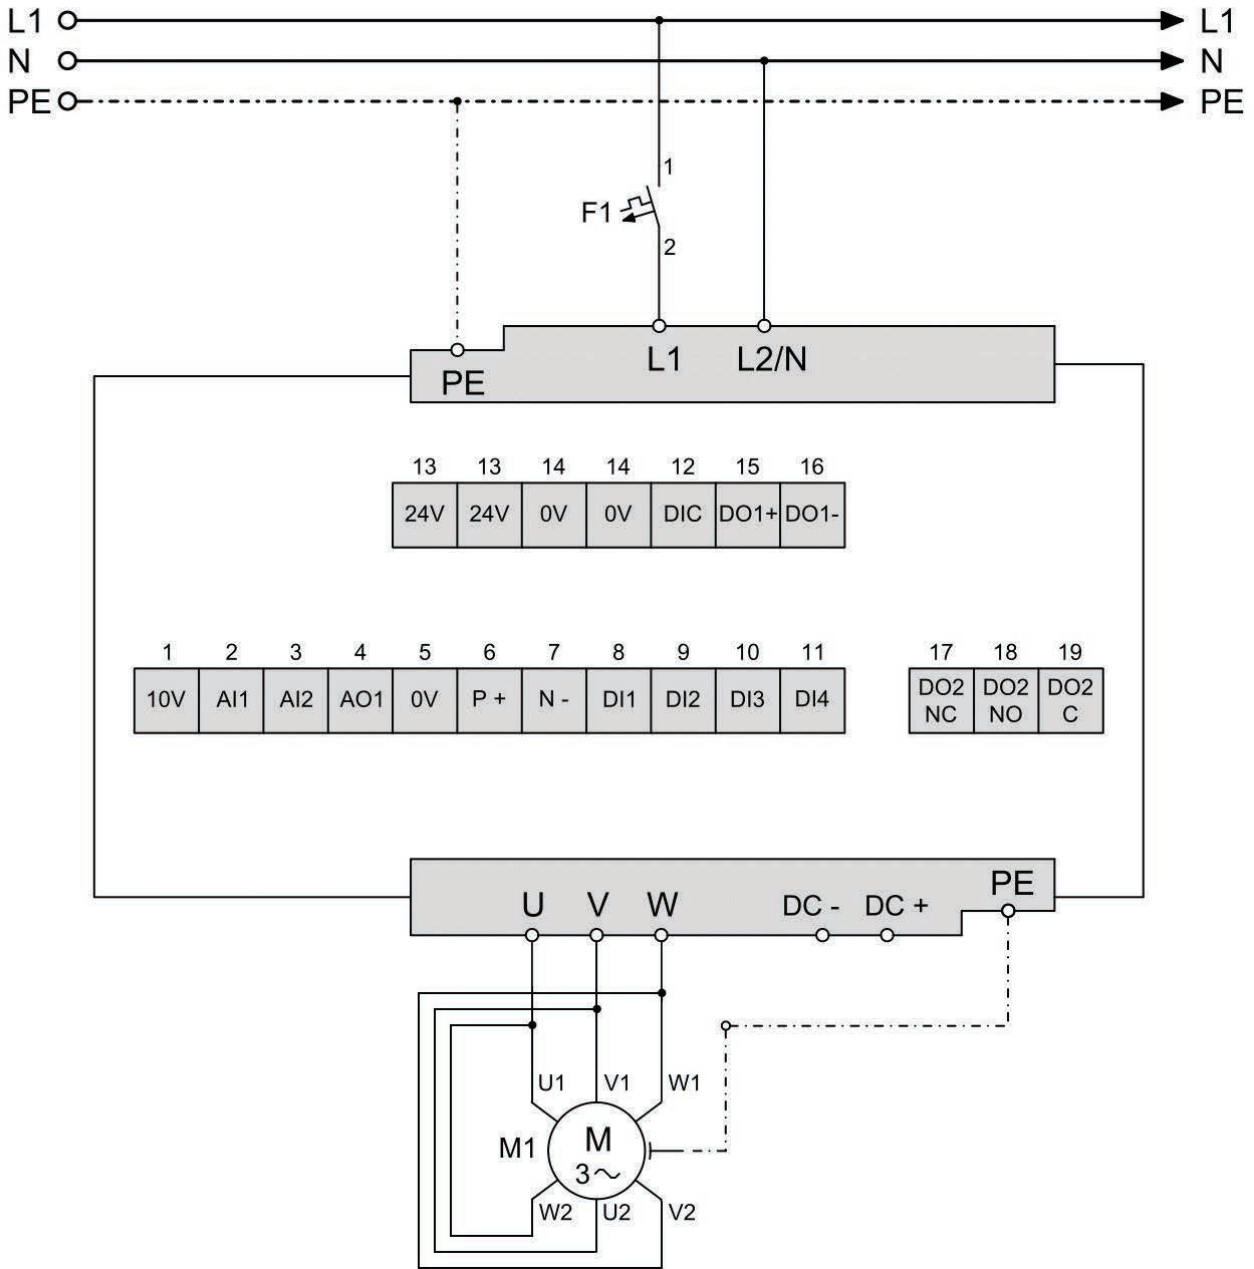 L1 L1
N N
PE PE
1
F1
2
L1 L2/N
PE
13 13 14 14 12 15 16
24V 24V 0V 0V DIC DO1+ DO1-
1 2 3 4 5 6 7 8 9 10 11 17 18 19
10V AI1 AI2 AO1 0V P + N - DI1 DI2 DI3 DI4 DO2 NC DO2 NO DO2 C
PE
U V W DC - DC +
U1 V1 W1
M1 M
3~
W2 U2 V2